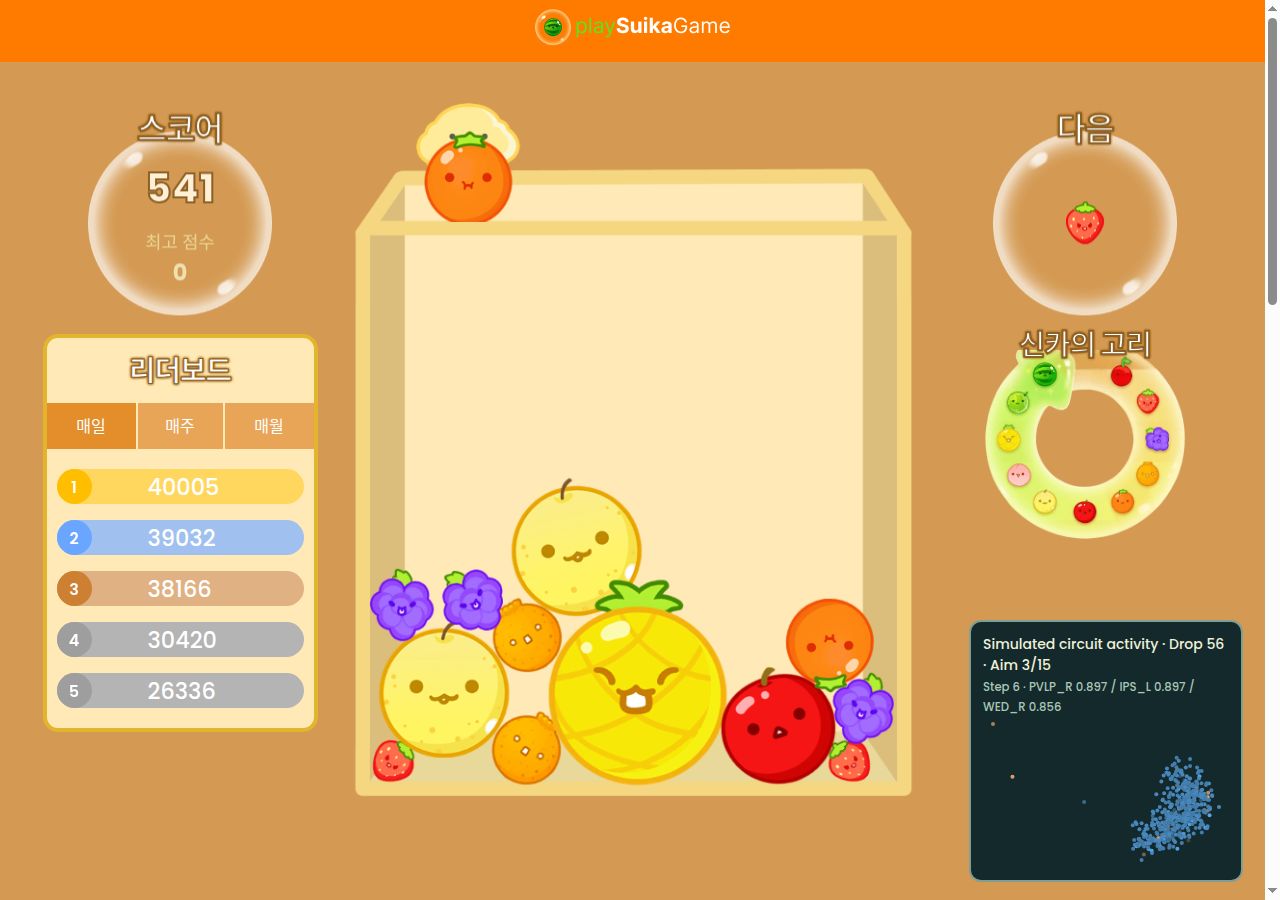 playSuikaGame
스코어
541
최고 점수
0
다음
신카의 고리
리더보드
매일 매주 매월
1 40005
2 39032
3 38166
4 30420
5 26336
Simulated circuit activity · Drop 56
· Aim 3/15
Step 6 · PVLP_R 0.897 / IPS_L 0.897 /
WED_R 0.856